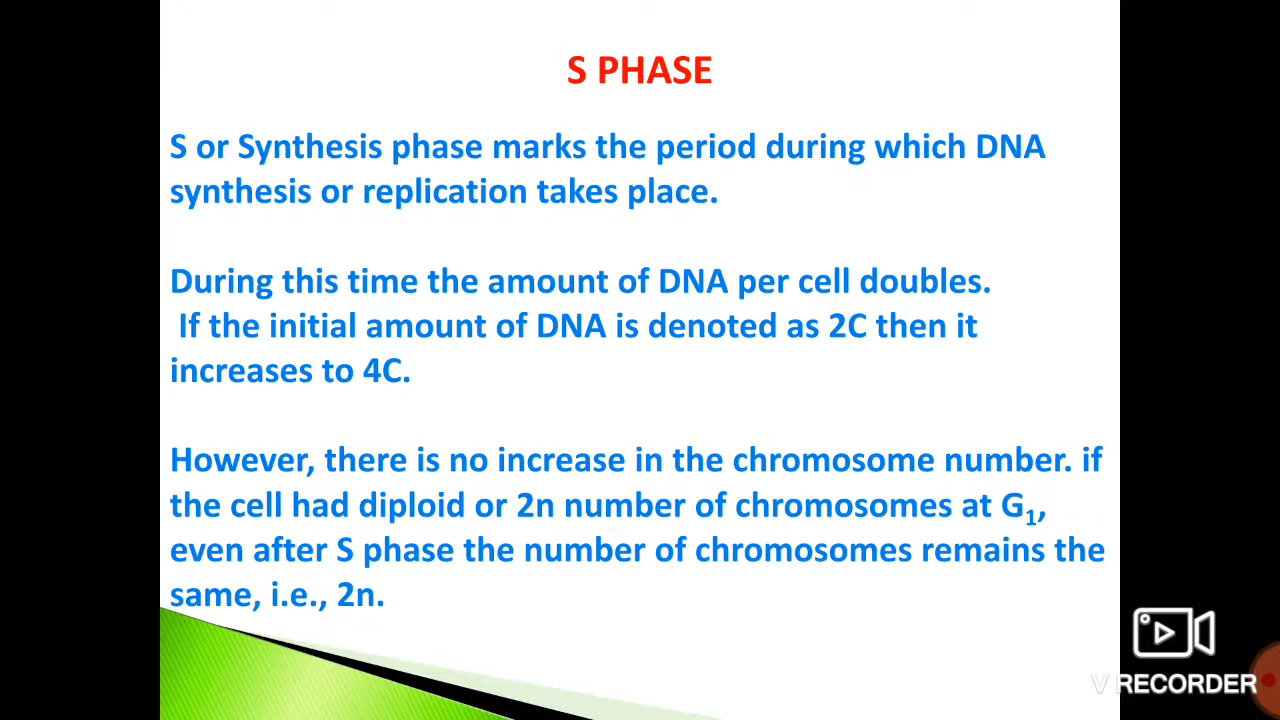 S PHASE
S or Synthesis phase marks the period during which DNA
synthesis or replication takes place.
During this time the amount of DNA per cell doubles.
If the initial amount of DNA is denoted as 2C then it
increases to 4C.
However, there is no increase in the chromosome number. if
the cell had diploid or 2n number of chromosomes at G₁,
even after S phase the number of chromosomes remains the
same, i.e., 2n.
V RECORDER